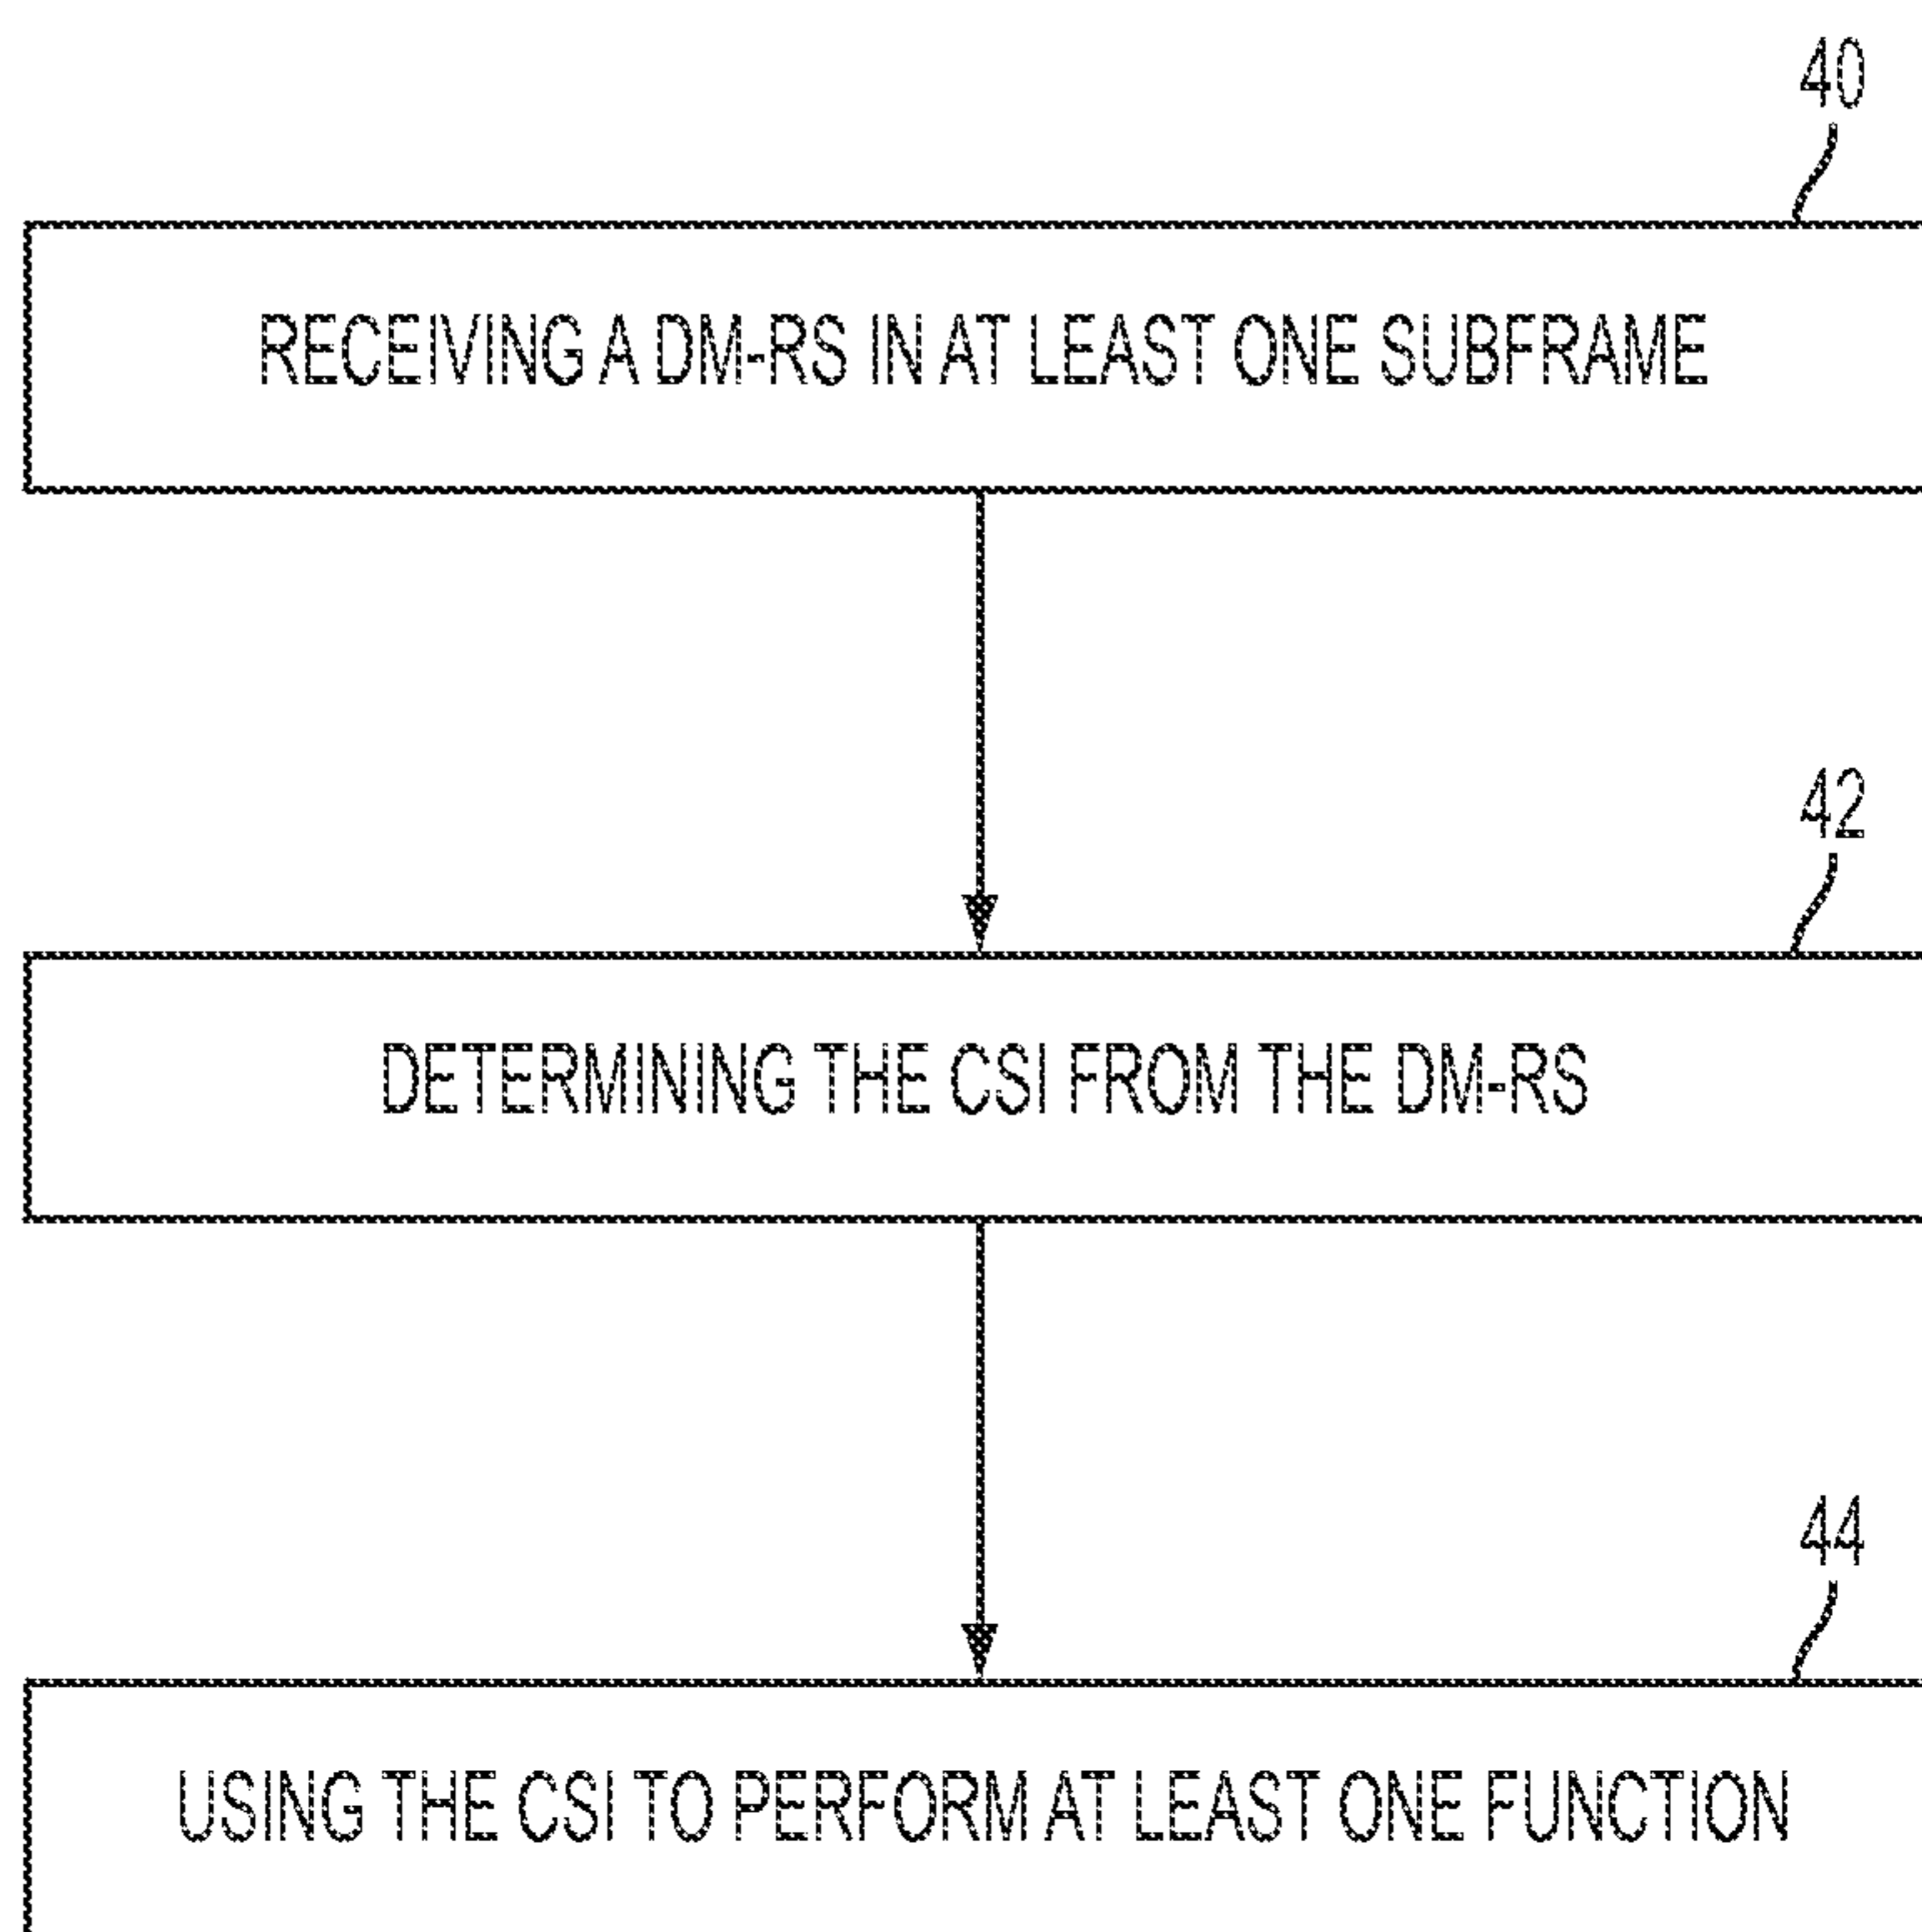 40
RECEIVING A DM-RS IN AT LEAST ONE SUBFRAME
42
DETERMINING THE CSI FROM THE DM-RS
44
USING THE CSI TO PERFORM AT LEAST ONE FUNCTION